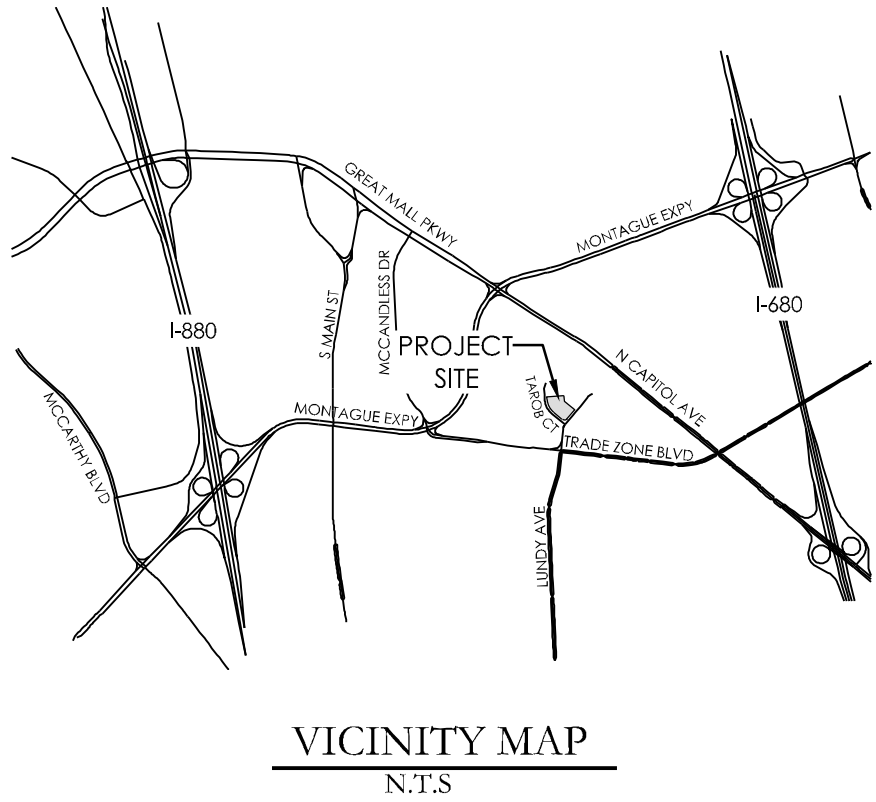 GREAT MALL PKWY
MONTAGUE EXPY
MCCANDLESS DR
S MAIN ST
I-880
I-680
PROJECT
SITE
N CAPITOL AVE
TAROB CT
MCCARTHY BLVD
MONTAGUE EXPY
TRADE ZONE BLVD
LUNDY AVE
VICINITY MAP
N.T.S